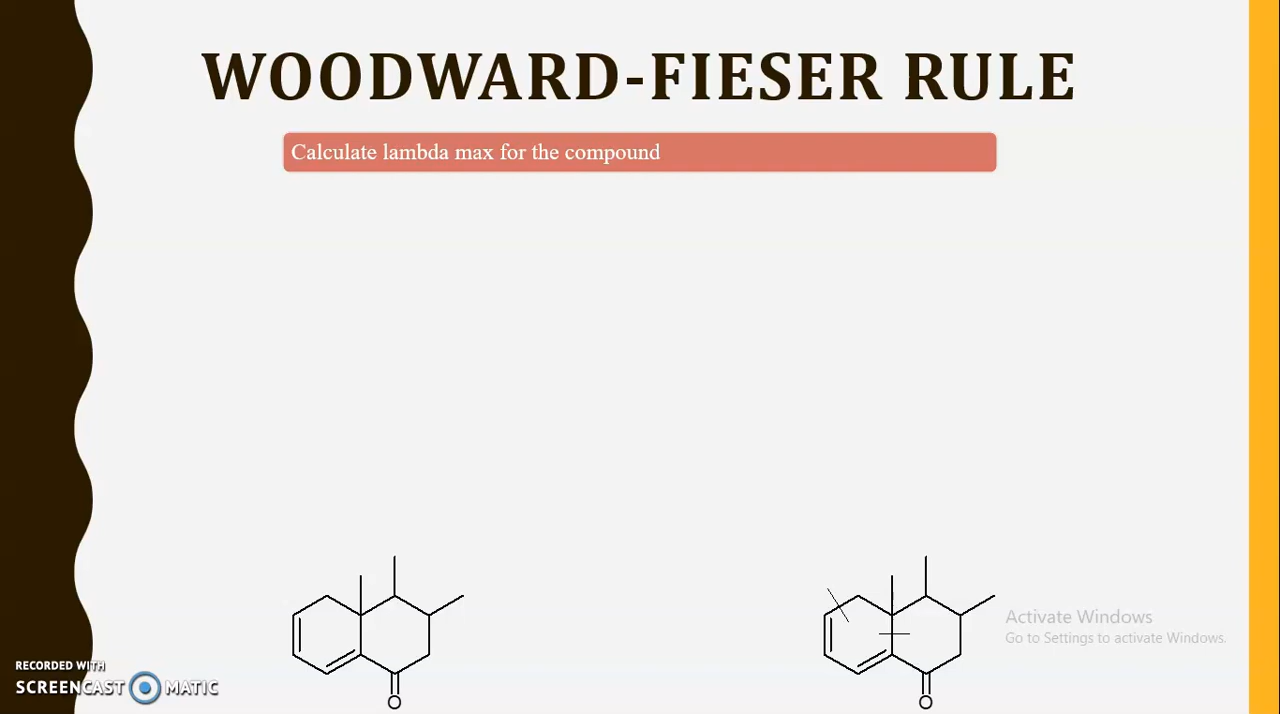 WOODWARD-FIESER RULE
Calculate lambda max for the compound
Activate Windows
Go to Settings to activate Windows.
RECORDED WITH
SCREENCAST MATIC
O
O